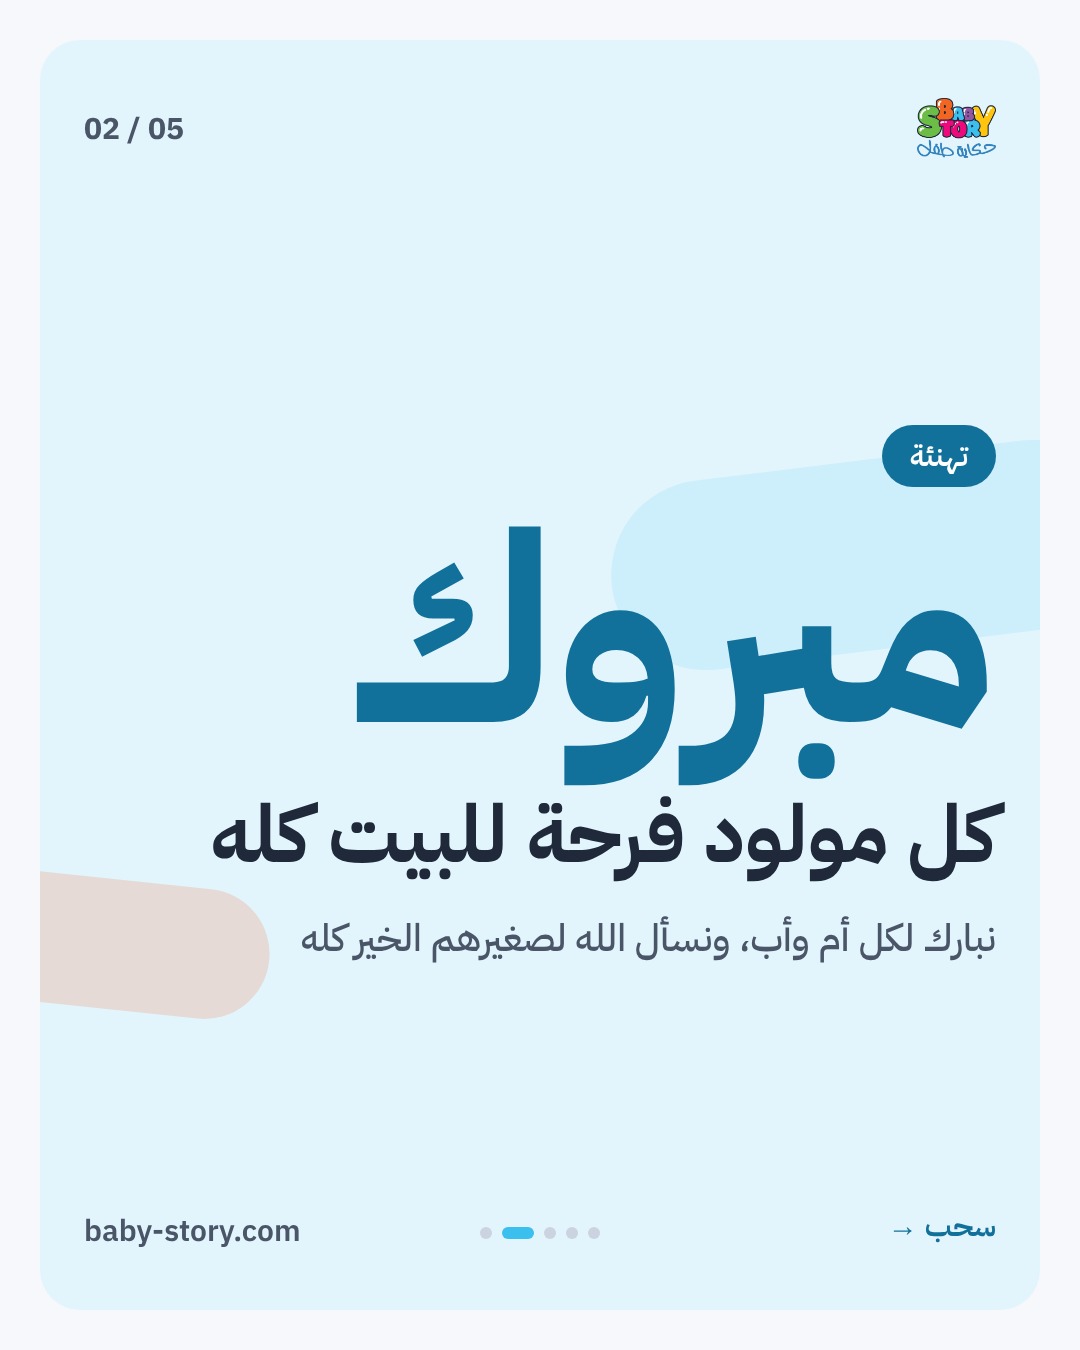 02 / 05
BABY STORY
حكاية طفل
تهنئة
مبروك
كل مولود فرحة للبيت كله
نبارك لكل أم وأب، ونسأل الله لصغيرهم الخير كله
سحب →
baby-story.com